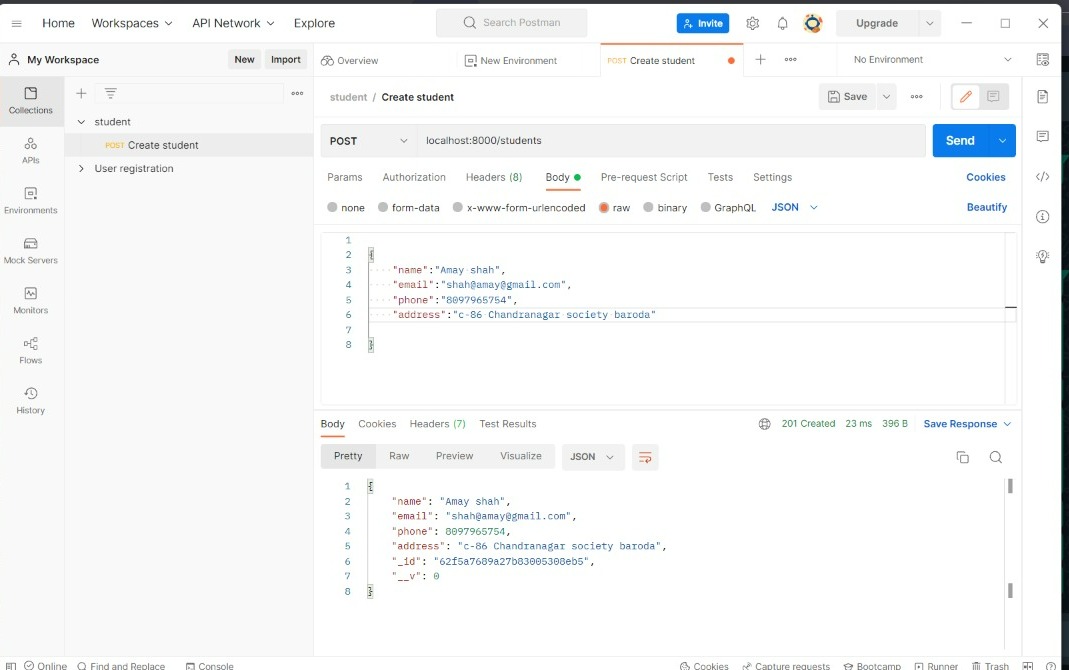 Home Workspaces API Network Explore Search Postman Invite Upgrade
My Workspace New Import Overview New Environment POST Create student No Environment
Collections
APIs
Environments
Mock Servers
Monitors
Flows
History
student
POST Create student
User registration
student / Create student Save
POST localhost:8000/students Send
Params Authorization Headers (8) Body Pre-request Script Tests Settings Cookies
none form-data x-www-form-urlencoded raw binary GraphQL JSON Beautify
1
2 {
3 "name":"Amay shah",
4 "email":"shah@amay@gmail.com",
5 "phone":"8097965754",
6 "address":"c-86 Chandranagar society baroda"
7
8 }
Body Cookies Headers (7) Test Results 201 Created 23 ms 396 B Save Response
Pretty Raw Preview Visualize JSON
1 {
2 "name": "Amay shah",
3 "email": "shah@amay@gmail.com",
4 "phone": 8097965754,
5 "address": "c-86 Chandranagar society baroda",
6 "_id": "62f5a7689a27b83005308eb5",
7 "__v": 0
8 }
Online Find and Replace Console Cookies Capture requests Bootcamp Runner Trash